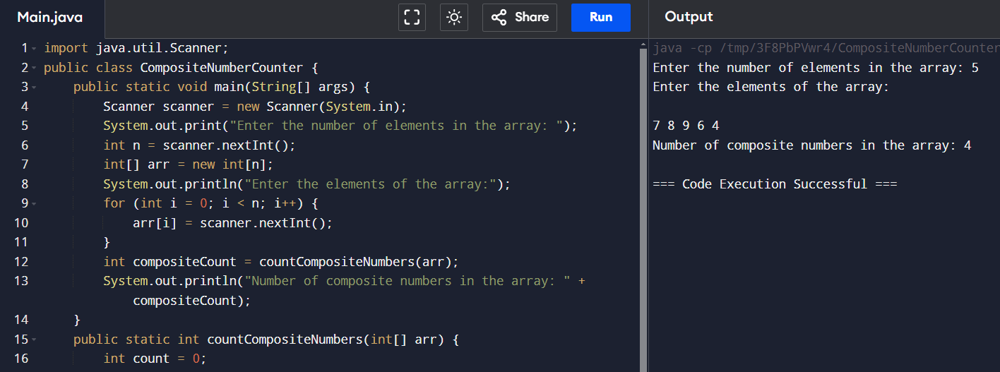 Main.java
Share
Run
Output
1 import java.util.Scanner;
2 public class CompositeNumberCounter {
3 public static void main(String[] args) {
4 Scanner scanner = new Scanner(System.in);
5 System.out.print("Enter the number of elements in the array: ");
6 int n = scanner.nextInt();
7 int[] arr = new int[n];
8 System.out.println("Enter the elements of the array:");
9 for (int i = 0; i < n; i++) {
10 arr[i] = scanner.nextInt();
11 }
12 int compositeCount = countCompositeNumbers(arr);
13 System.out.println("Number of composite numbers in the array: " +
compositeCount);
14 }
15 public static int countCompositeNumbers(int[] arr) {
16 int count = 0;
java -cp /tmp/3F8PbPVwr4/CompositeNumberCounter
Enter the number of elements in the array: 5
Enter the elements of the array:
7 8 9 6 4
Number of composite numbers in the array: 4
=== Code Execution Successful ===